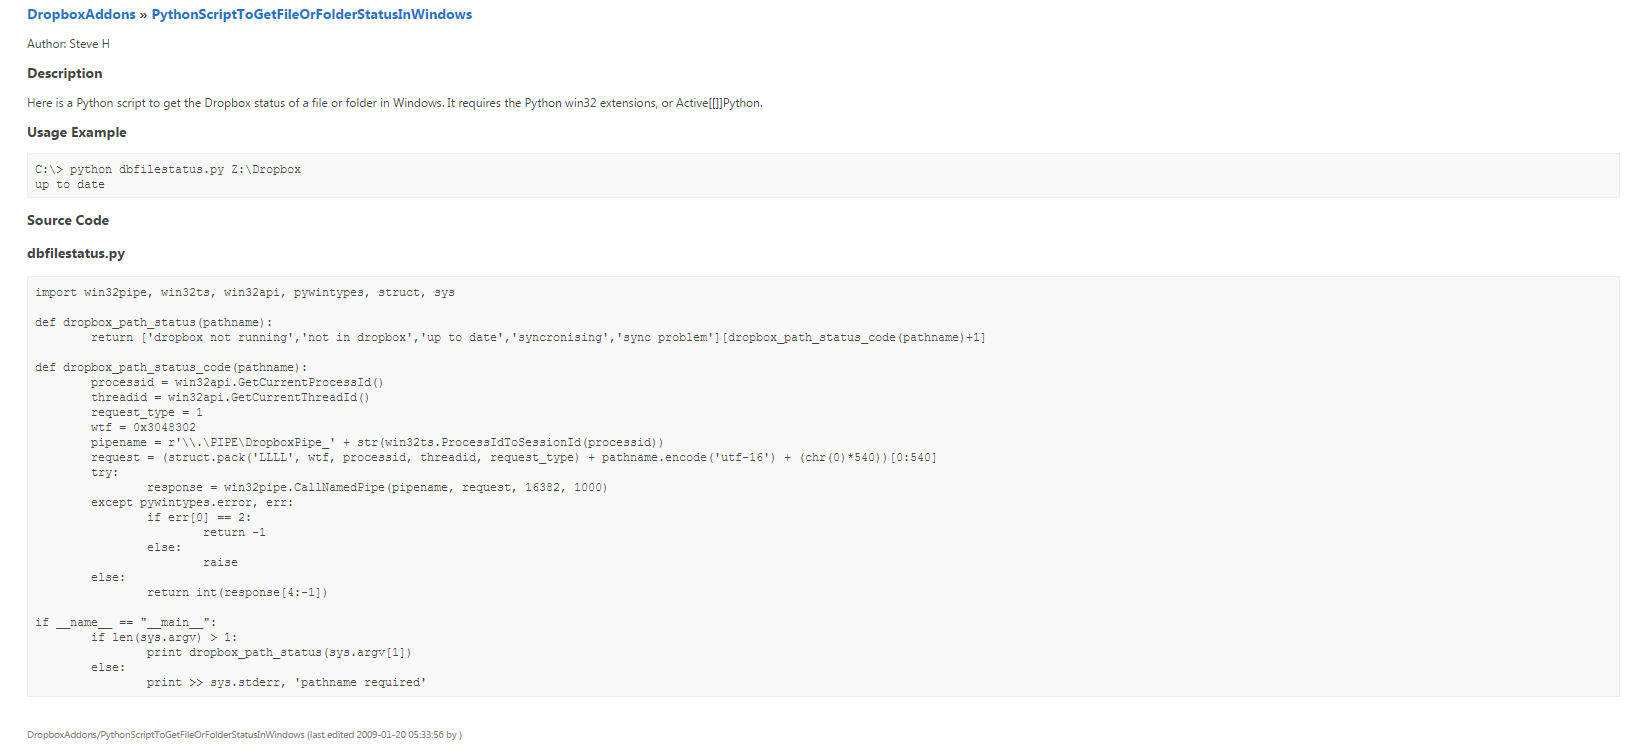 DropboxAddons » PythonScriptToGetFileOrFolderStatusInWindows
Author: Steve H
Description
Here is a Python script to get the Dropbox status of a file or folder in Windows. It requires the Python win32 extensions, or Active[[]]Python.
Usage Example
C:\> python dbfilestatus.py Z:\Dropbox
up to date
Source Code
dbfilestatus.py
import win32pipe, win32ts, win32api, pywintypes, struct, sys
def dropbox_path_status(pathname):
        return ['dropbox not running','not in dropbox','up to date','syncronising','sync problem'][dropbox_path_status_code(pathname)+1]
def dropbox_path_status_code(pathname):
        processid = win32api.GetCurrentProcessId()
        threadid = win32api.GetCurrentThreadId()
        request_type = 1
        wtf = 0x3048302
        pipename = r'\\.\PIPE\DropboxPipe_' + str(win32ts.ProcessIdToSessionId(processid))
        request = (struct.pack('LLLL', wtf, processid, threadid, request_type) + pathname.encode('utf-16') + (chr(0)*540))[0:540]
        try:
                response = win32pipe.CallNamedPipe(pipename, request, 16382, 1000)
        except pywintypes.error, err:
                if err[0] == 2:
                        return -1
                else:
                        raise
        else:
                return int(response[4:-1])
if __name__ == "__main__":
        if len(sys.argv) > 1:
                print dropbox_path_status(sys.argv[1])
        else:
                print >> sys.stderr, 'pathname required'
DropboxAddons/PythonScriptToGetFileOrFolderStatusInWindows (last edited 2009-01-20 05:33:56 by )